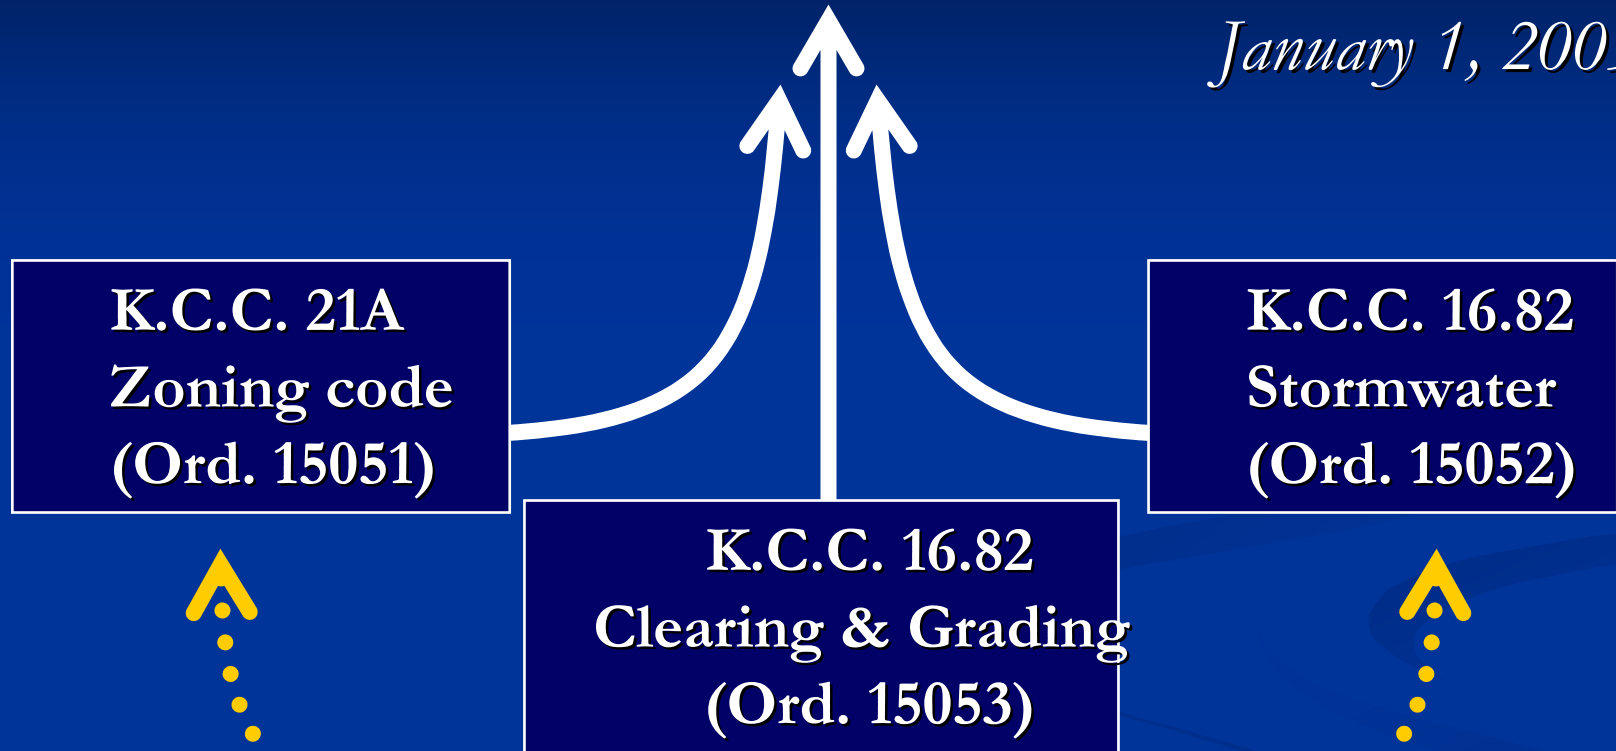 January 1, 200
K.C.C. 21A
Zoning code
(Ord. 15051)
K.C.C. 16.82
Stormwater
(Ord. 15052)
K.C.C. 16.82
Clearing & Grading
(Ord. 15053)